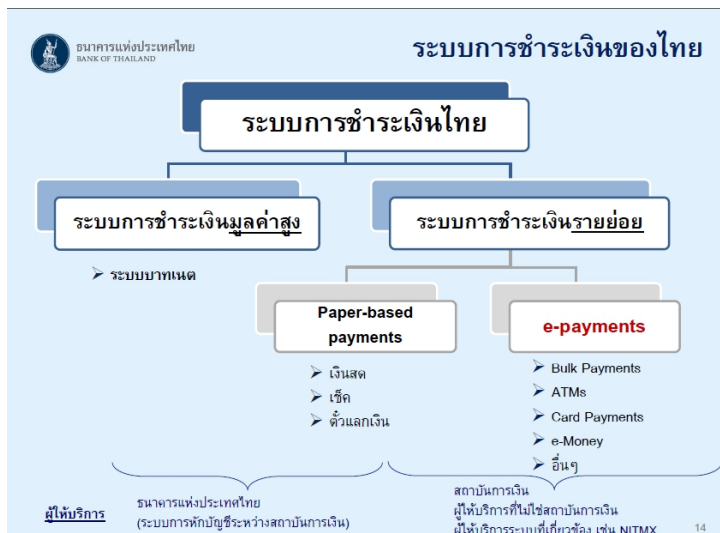 ธนาคารแห่งประเทศไทย
BANK OF THAILAND
ระบบการชำระเงินของไทย
ระบบการชำระเงินไทย
ระบบการชำระเงินมูลค่าสูง
ระบบการชำระเงินรายย่อย
➢ ระบบบาทเนต
Paper-based
payments
e-payments
➢ เงินสด
➢ เช็ค
➢ ตั๋วแลกเงิน
➢ Bulk Payments
➢ ATMs
➢ Card Payments
➢ e-Money
➢ อื่นๆ
ผู้ให้บริการ
ธนาคารแห่งประเทศไทย
(ระบบการหักบัญชีระหว่างสถาบันการเงิน)
สถาบันการเงิน
ผู้ให้บริการที่ไม่ใช่สถาบันการเงิน
ผู้ให้บริการระบบที่เกี่ยวข้อง เช่น NITMX
14